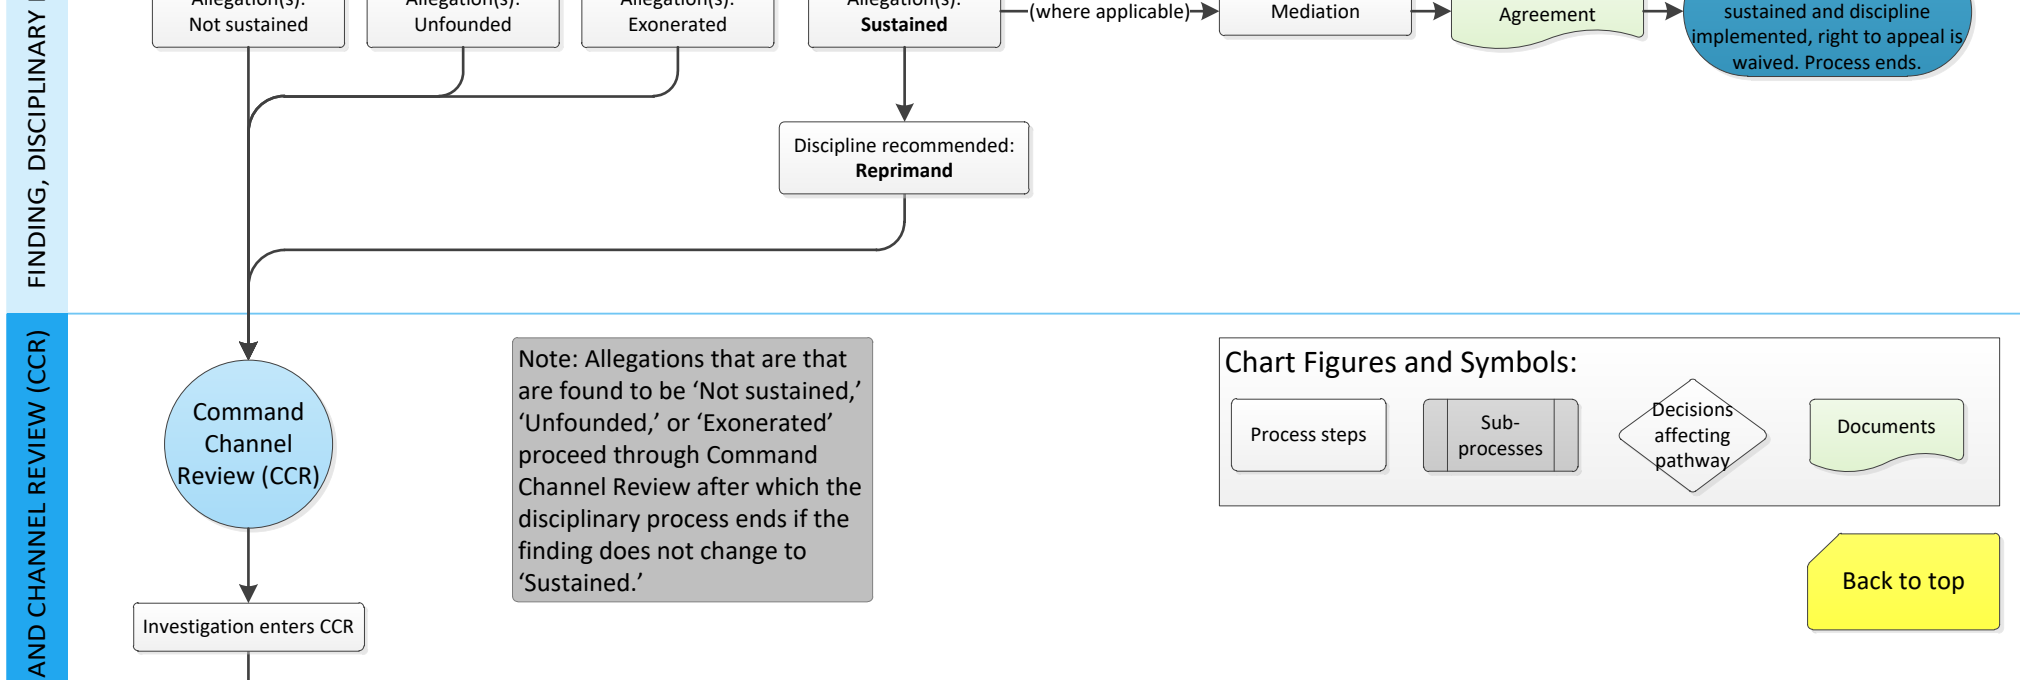 Allegation(s):
Not sustained
Allegation(s):
Unfounded
Allegation(s):
Exonerated
Allegation(s):
Sustained
(where applicable)
Mediation
Agreement
sustained and discipline
implemented, right to appeal is
waived. Process ends.
Discipline recommended:
Reprimand
FINDING, DISCIPLINARY
Command
Channel
Review (CCR)
Investigation enters CCR
Note: Allegations that are that
are found to be ‘Not sustained,’
‘Unfounded,’ or ‘Exonerated’
proceed through Command
Channel Review after which the
disciplinary process ends if the
finding does not change to
‘Sustained.’
Chart Figures and Symbols:
Process steps
Sub-
processes
Decisions
affecting
pathway
Documents
Back to top
AND CHANNEL REVIEW (CCR)